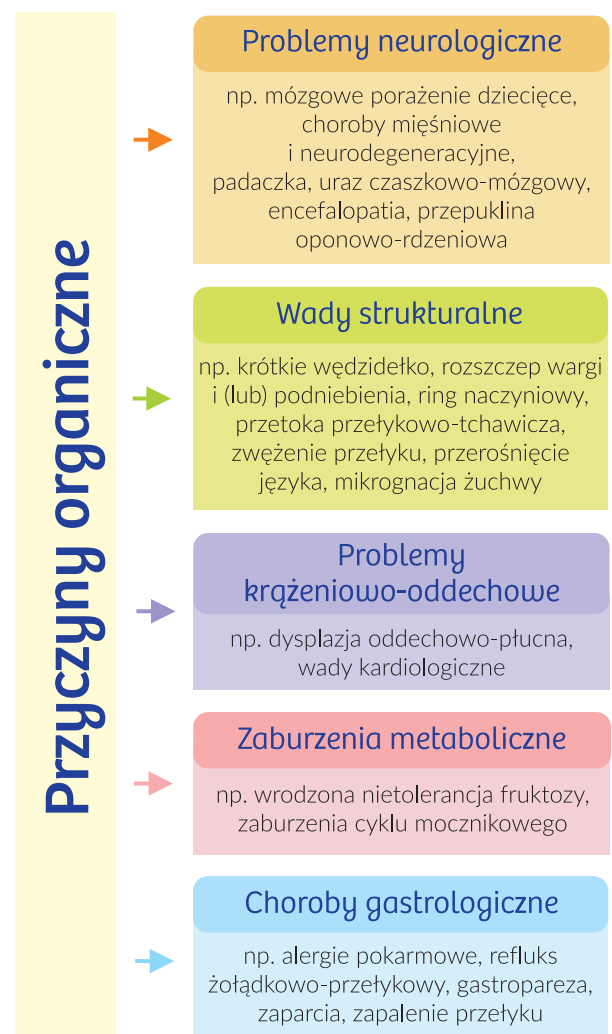 Przyczyny organiczne
Problemy neurologiczne
np. mózgowe porażenie dziecięce,
choroby mięśniowe
i neurodegeneracyjne,
padaczka, uraz czaszkowo-mózgowy,
encefalopatia, przepuklina
oponowo-rdzeniowa
Wady strukturalne
np. krótkie wędzidełko, rozszczep wargi
i (lub) podniebienia, ring naczyniowy,
przetoka przełykowo-tchawicza,
zwężenie przełyku, przerośnięcie
języka, mikrognacja żuchwy
Problemy
krążeniowo-oddechowe
np. dysplazja oddechowo-płucna,
wady kardiologiczne
Zaburzenia metaboliczne
np. wrodzona nietolerancja fruktozy,
zaburzenia cyklu mocznikowego
Choroby gastrologiczne
np. alergie pokarmowe, refluks
żołądkowo-przełykowy, gastropareza,
zaparcia, zapalenie przełyku